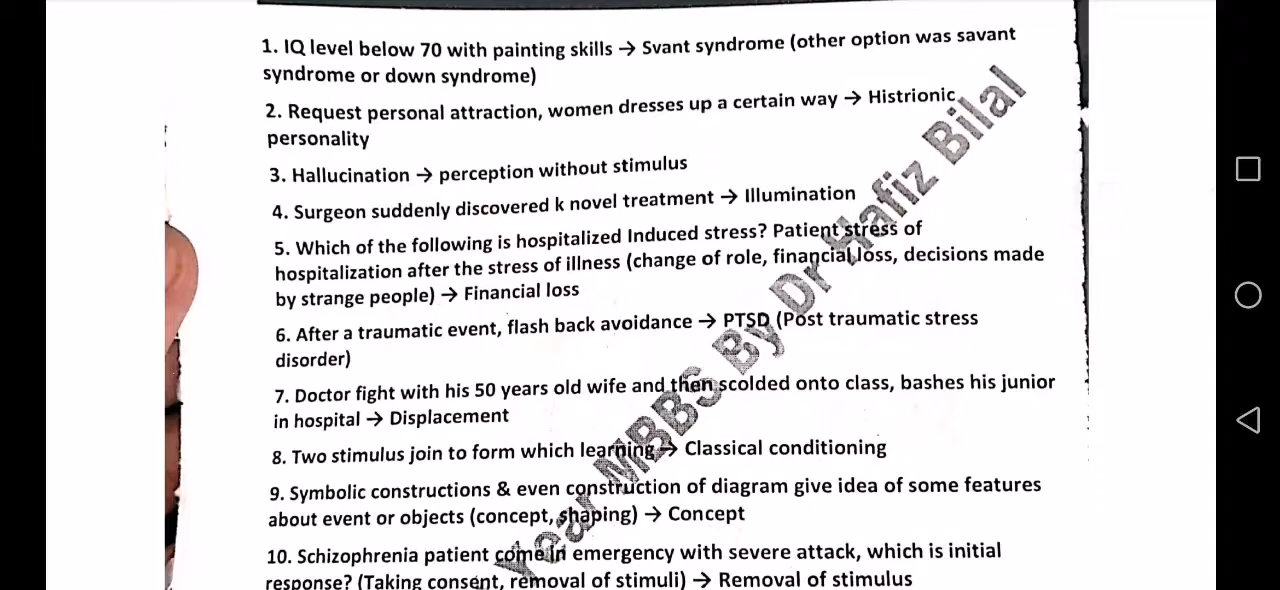 1. IQ level below 70 with painting skills → Svant syndrome (other option was savant
syndrome or down syndrome)
2. Request personal attraction, women dresses up a certain way → Histrionic
personality
3. Hallucination → perception without stimulus
4. Surgeon suddenly discovered k novel treatment → Illumination
5. Which of the following is hospitalized Induced stress? Patient stress of
hospitalization after the stress of illness (change of role, financial loss, decisions made
by strange people) → Financial loss
6. After a traumatic event, flash back avoidance → PTSD (Post traumatic stress
disorder)
7. Doctor fight with his 50 years old wife and then scolded onto class, bashes his junior
in hospital → Displacement
8. Two stimulus join to form which learning → Classical conditioning
9. Symbolic constructions & even construction of diagram give idea of some features
about event or objects (concept, shaping) → Concept
10. Schizophrenia patient come in emergency with severe attack, which is initial
response? (Taking consent, removal of stimuli) → Removal of stimulus
Year MBBS By Dr Hafiz Bilal